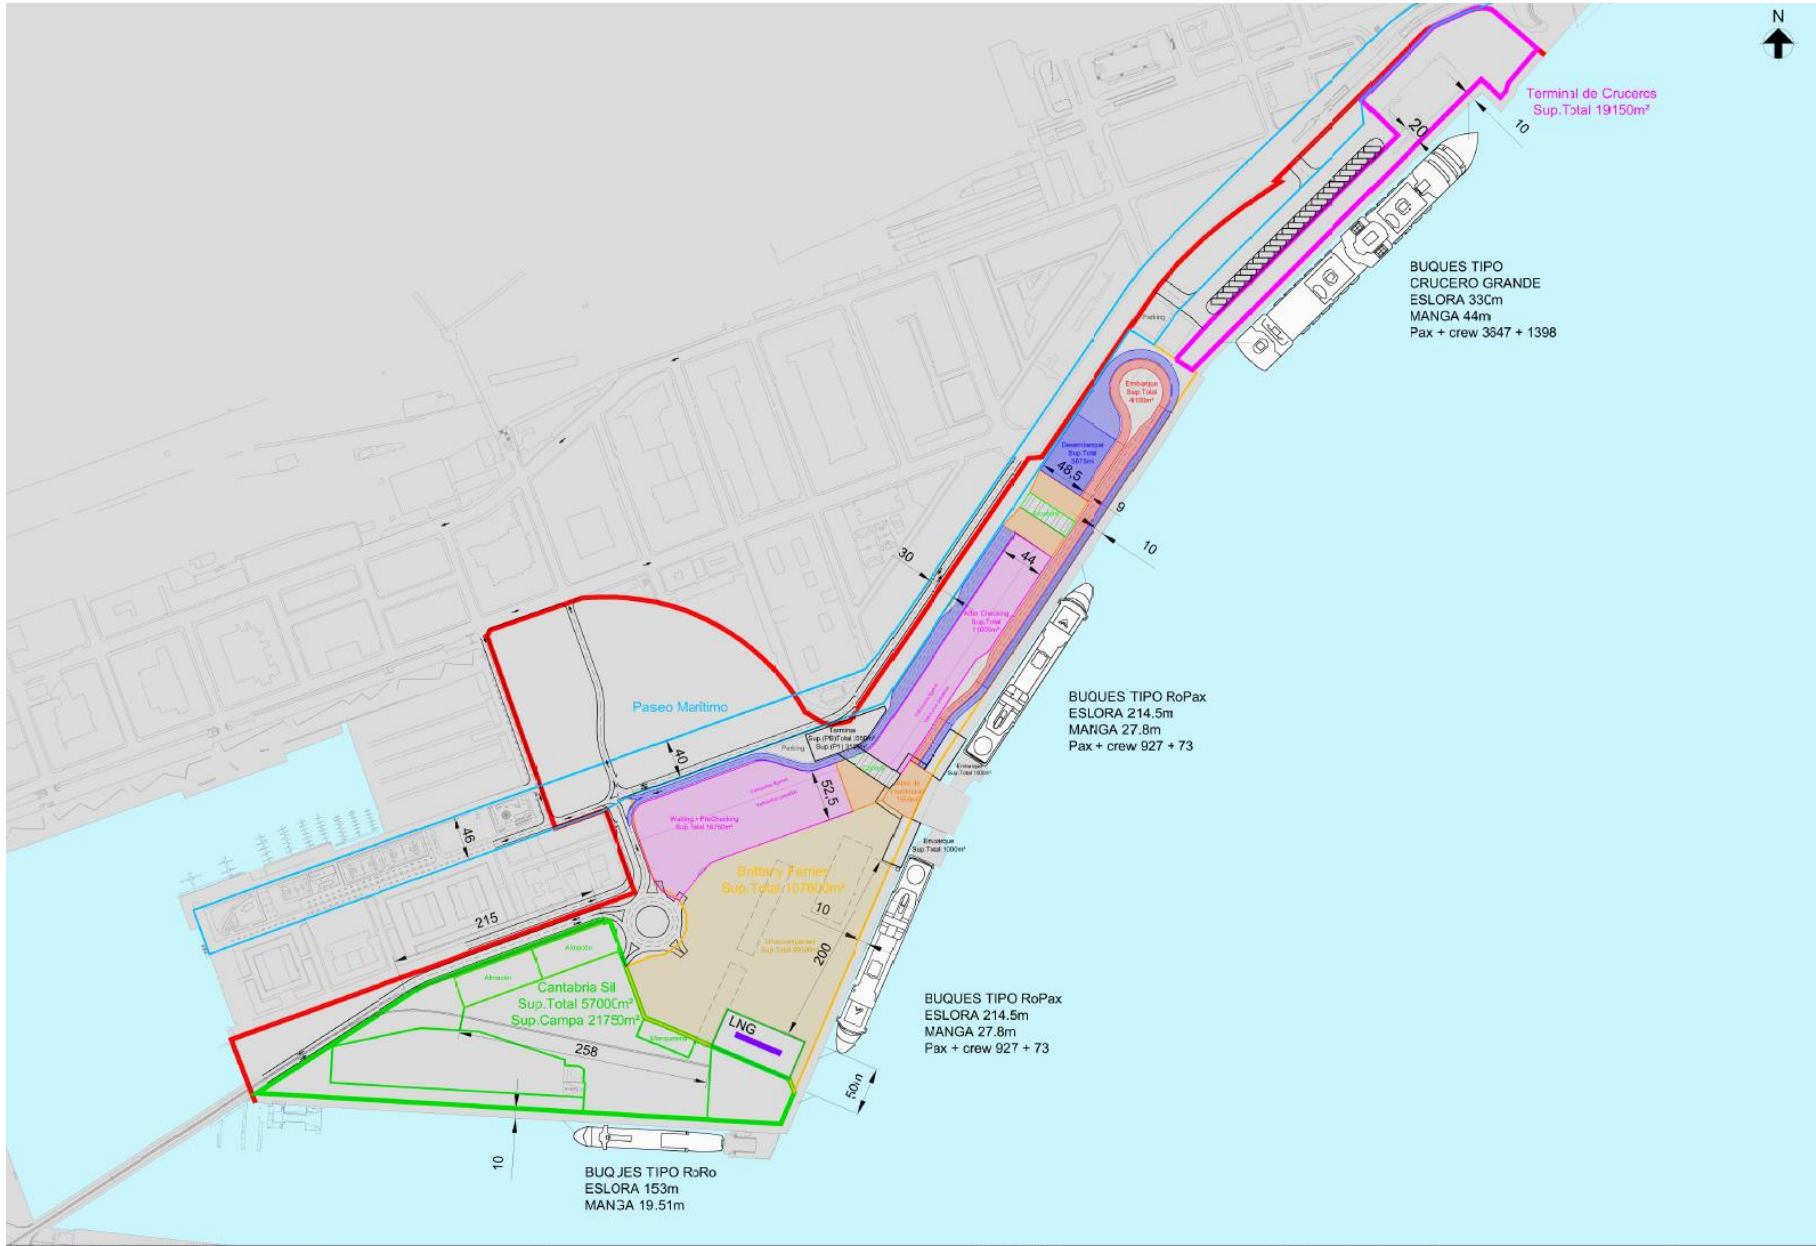 N
Terminal de Cruceros
Sup.Total 19150m²
10
20
BUQUES TIPO
CRUCERO GRANDE
ESLORA 330m
MANGA 44m
Pax + crew 3647 + 1398
Parking
Embarque
Sup.Total
Desembarque
Sup.Total
48,5
9
10
44
30
After Checking
Sup.Total
BUQUES TIPO RoPax
ESLORA 214.5m
MANGA 27.8m
Pax + crew 927 + 73
Paseo Marítimo
40
Parking
52,5
Waiting + PreChecking
46
Embarque
Sup.Total 1000m²
Brittany Ferries
Sup.Total 107600m²
10
200
215
Almacén
Almacén
Cantabria Sil
Sup.Total 57000m²
Sup.Campa 21750m²
LNG
258
50m
BUQUES TIPO RoPax
ESLORA 214.5m
MANGA 27.8m
Pax + crew 927 + 73
10
BUQUES TIPO RoRo
ESLORA 153m
MANGA 19.51m